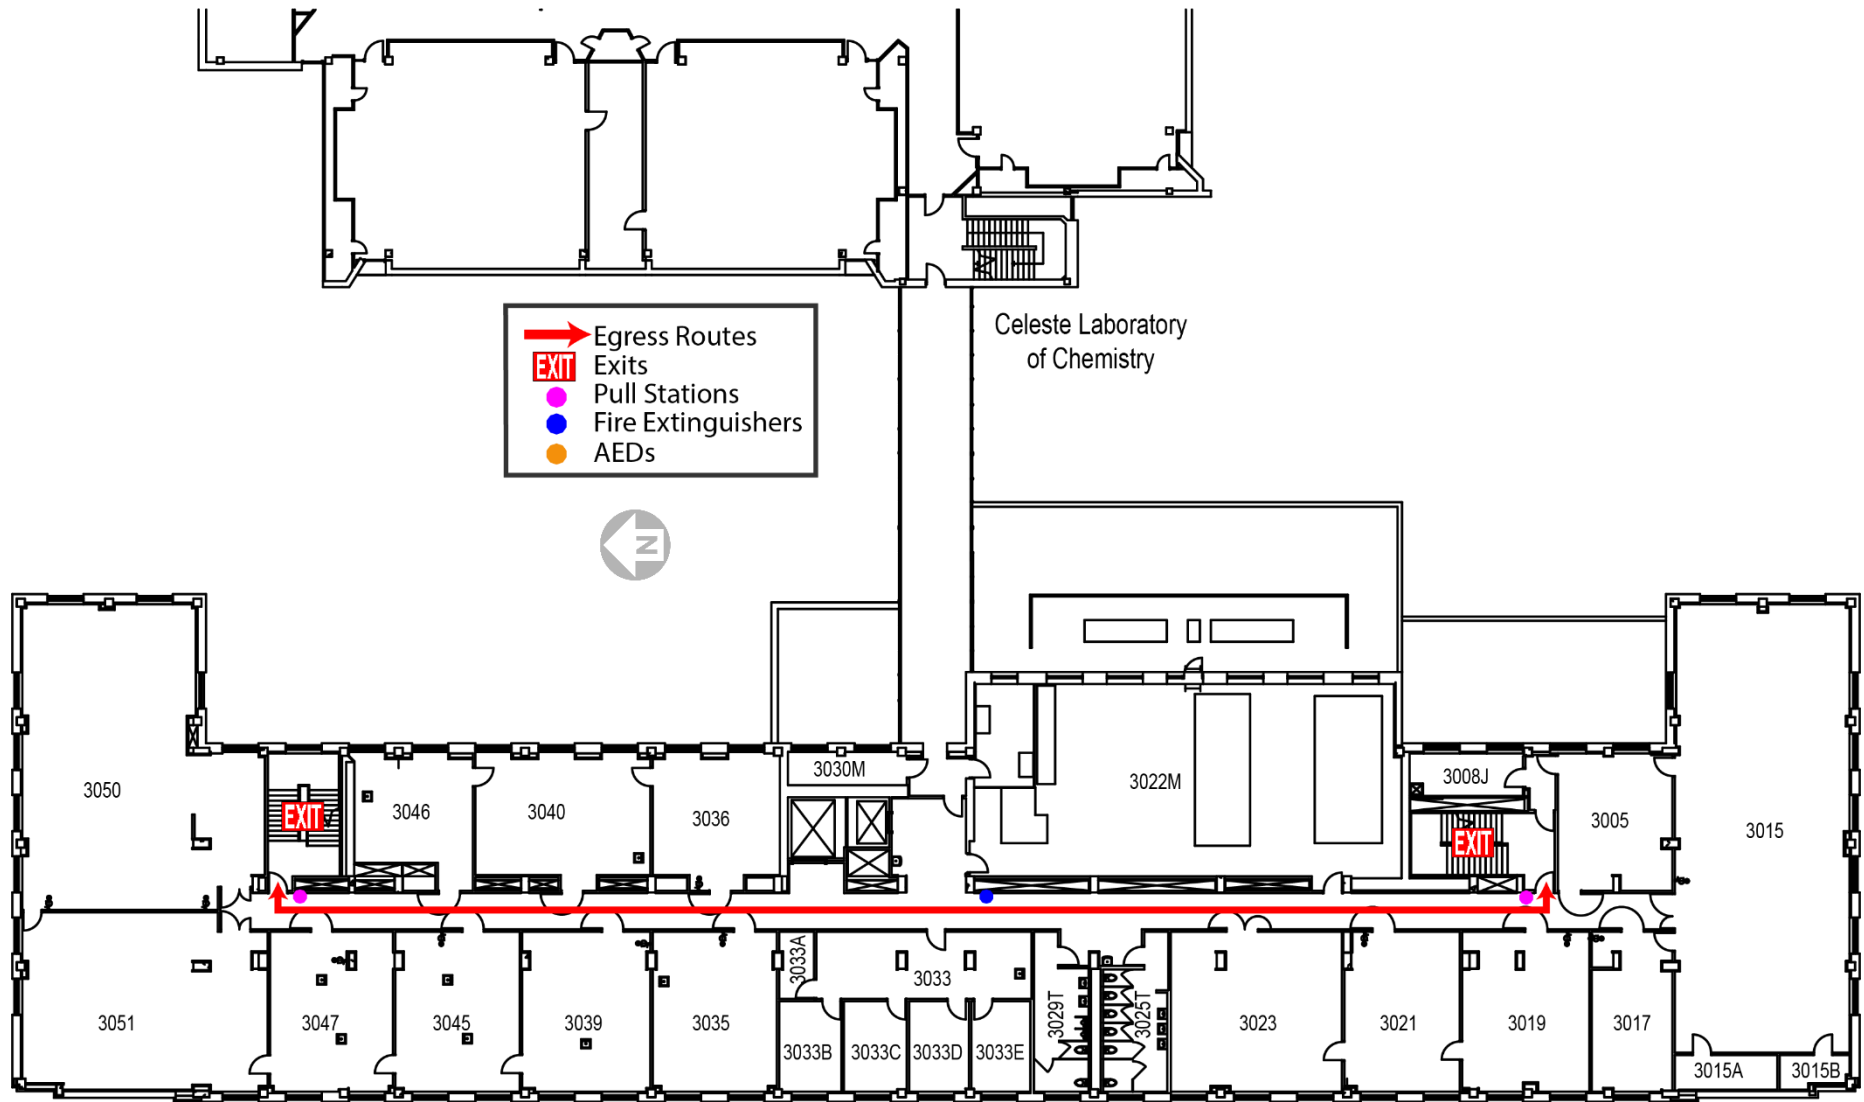 Egress Routes
EXIT Exits
Pull Stations
Fire Extinguishers
AEDs
Celeste Laboratory
of Chemistry
N
3050
EXIT
3046
3040
3036
3030M
3022M
3008J
EXIT
3005
3015
3051
3047
3045
3039
3035
3033A
3033
3033B
3033C
3033D
3033E
3029T
3025T
3023
3021
3019
3017
3015A
3015B